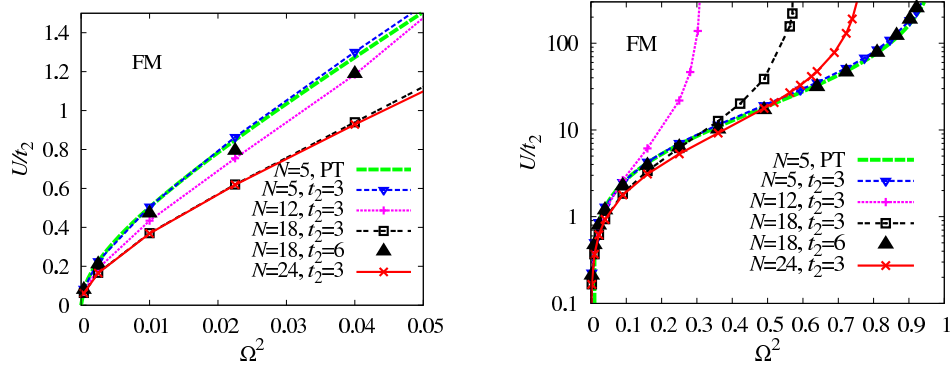 1.4
1.2
1
0.8
0.6
0.4
0.2
0
U/t₂
FM
N=5, PT
N=5, t₂=3
N=12, t₂=3
N=18, t₂=3
N=18, t₂=6
N=24, t₂=3
0 0.01 0.02 0.03 0.04 0.05
Ω²
100
10
1
0.1
U/t₂
FM
N=5, PT
N=5, t₂=3
N=12, t₂=3
N=18, t₂=3
N=18, t₂=6
N=24, t₂=3
0 0.1 0.2 0.3 0.4 0.5 0.6 0.7 0.8 0.9 1
Ω²